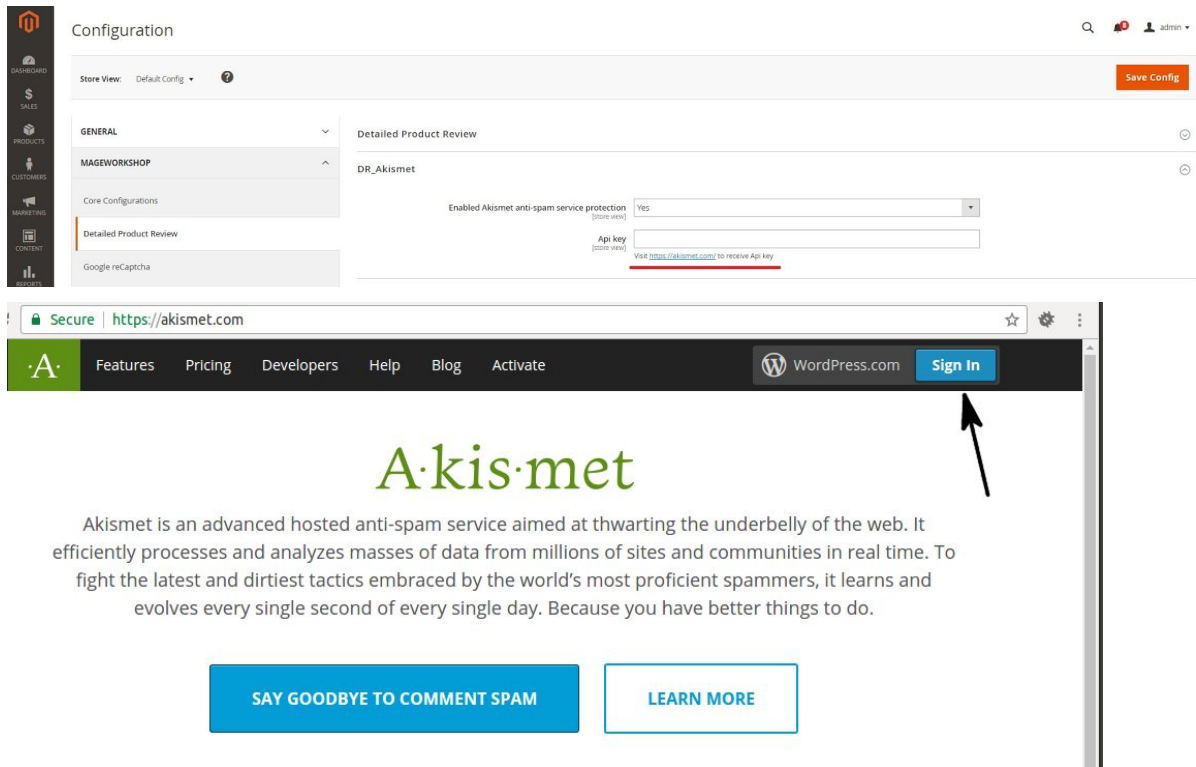 Configuration
8
admin
DASHBOARD
Store View: Default Config ?
Save Config
$
SALES
GENERAL
Detailed Product Review
PRODUCTS
MAGEWORKSHOP
DR_Akismet
CUSTOMERS
Core Configurations
Enabled Akismet anti-spam service protection Yes
[store view]
MARKETING
Detailed Product Review
Api key
[store view]
CONTENT
Visit https://akismet.com/ to receive Api key
Google reCaptcha
REPORTS
Secure https://akismet.com
·A· Features Pricing Developers Help Blog Activate WordPress.com Sign In
A·kis·met
Akismet is an advanced hosted anti-spam service aimed at thwarting the underbelly of the web. It
efficiently processes and analyzes masses of data from millions of sites and communities in real time. To
fight the latest and dirtiest tactics embraced by the world’s most proficient spammers, it learns and
evolves every single second of every single day. Because you have better things to do.
SAY GOODBYE TO COMMENT SPAM LEARN MORE